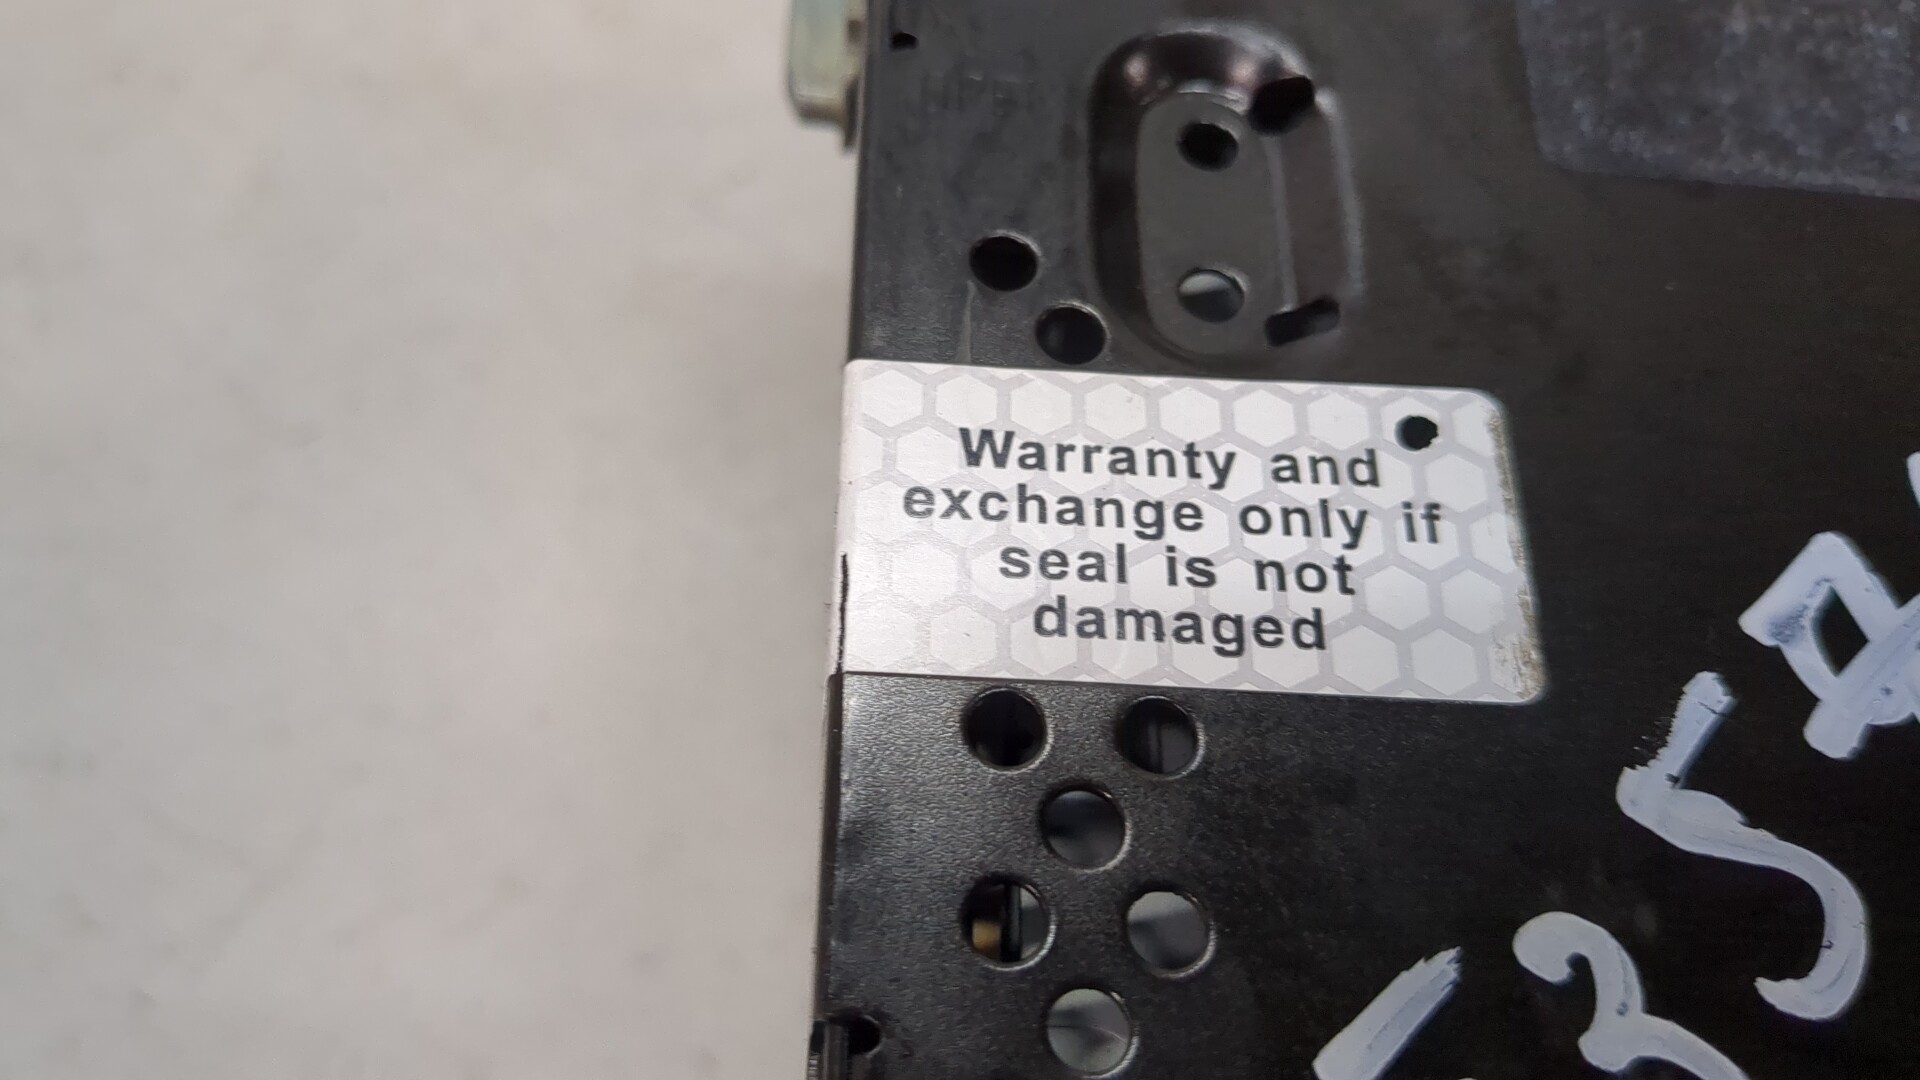 Warranty and
exchange only if
seal is not
damaged